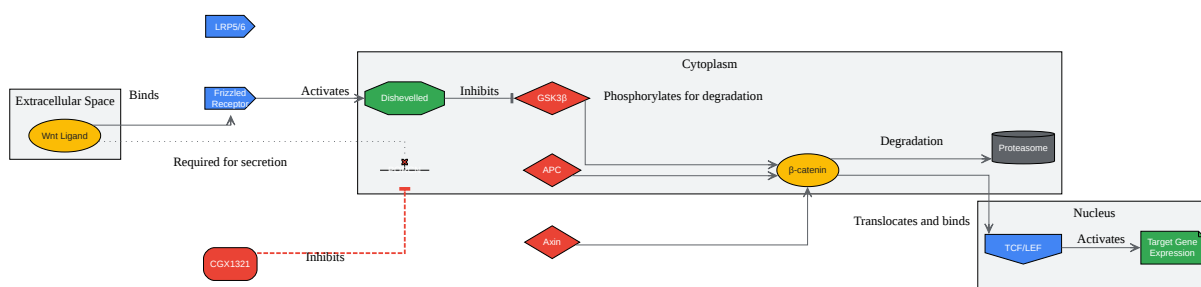 LRP5/6
Cytoplasm
Extracellular Space
Binds
Frizzled
Receptor
Activates
Dishevelled
Inhibits
GSK3β
Phosphorylates for degradation
Wnt Ligand
Required for secretion
APC
β-catenin
Degradation
Proteasome
Translocates and binds
Nucleus
Axin
TCF/LEF
Activates
Target Gene
Expression
CGX1321
Inhibits